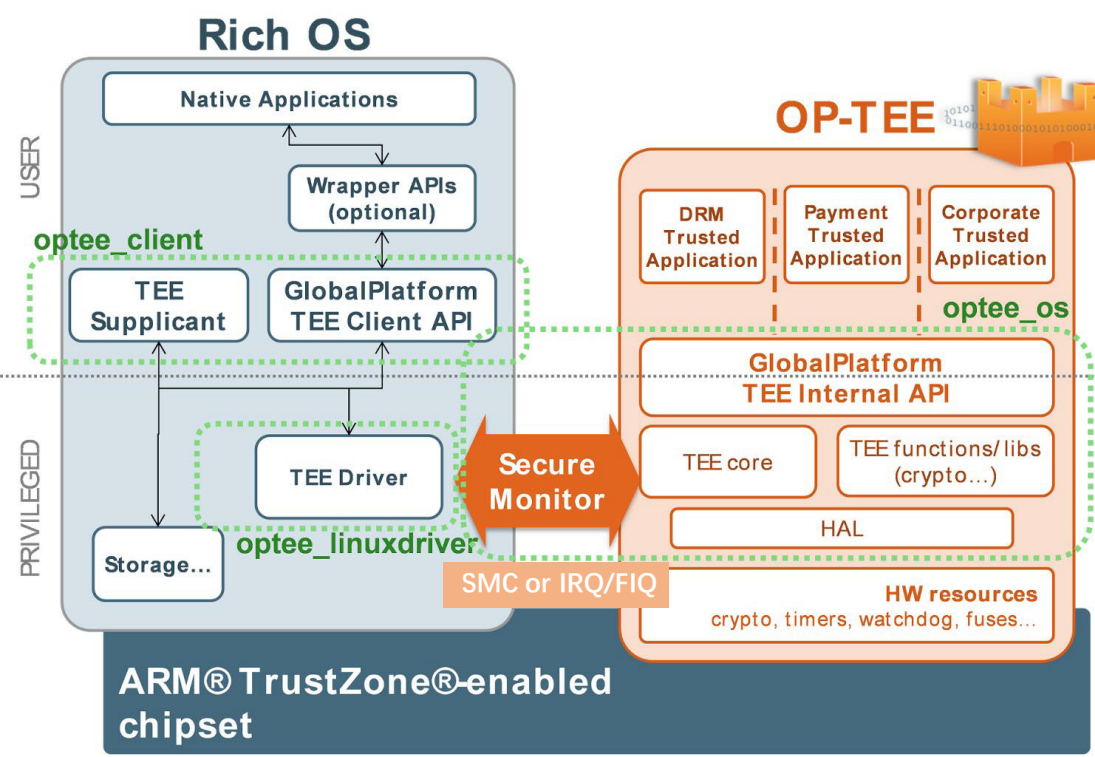 Rich OS
Native Applications
USER
Wrapper APIs
(optional)
optee_client
TEE
Supplicant
GlobalPlatform
TEE Client API
PRIVILEGED
TEE Driver
optee_linuxdriver
Storage...
Secure
Monitor
SMC or IRQ/FIQ
OP-TEE
DRM
Trusted
Application
Payment
Trusted
Application
Corporate
Trusted
Application
optee_os
GlobalPlatform
TEE Internal API
TEE core
TEE functions/libs
(crypto...)
HAL
HW resources
crypto, timers, watchdog, fuses...
ARM® TrustZone®-enabled
chipset